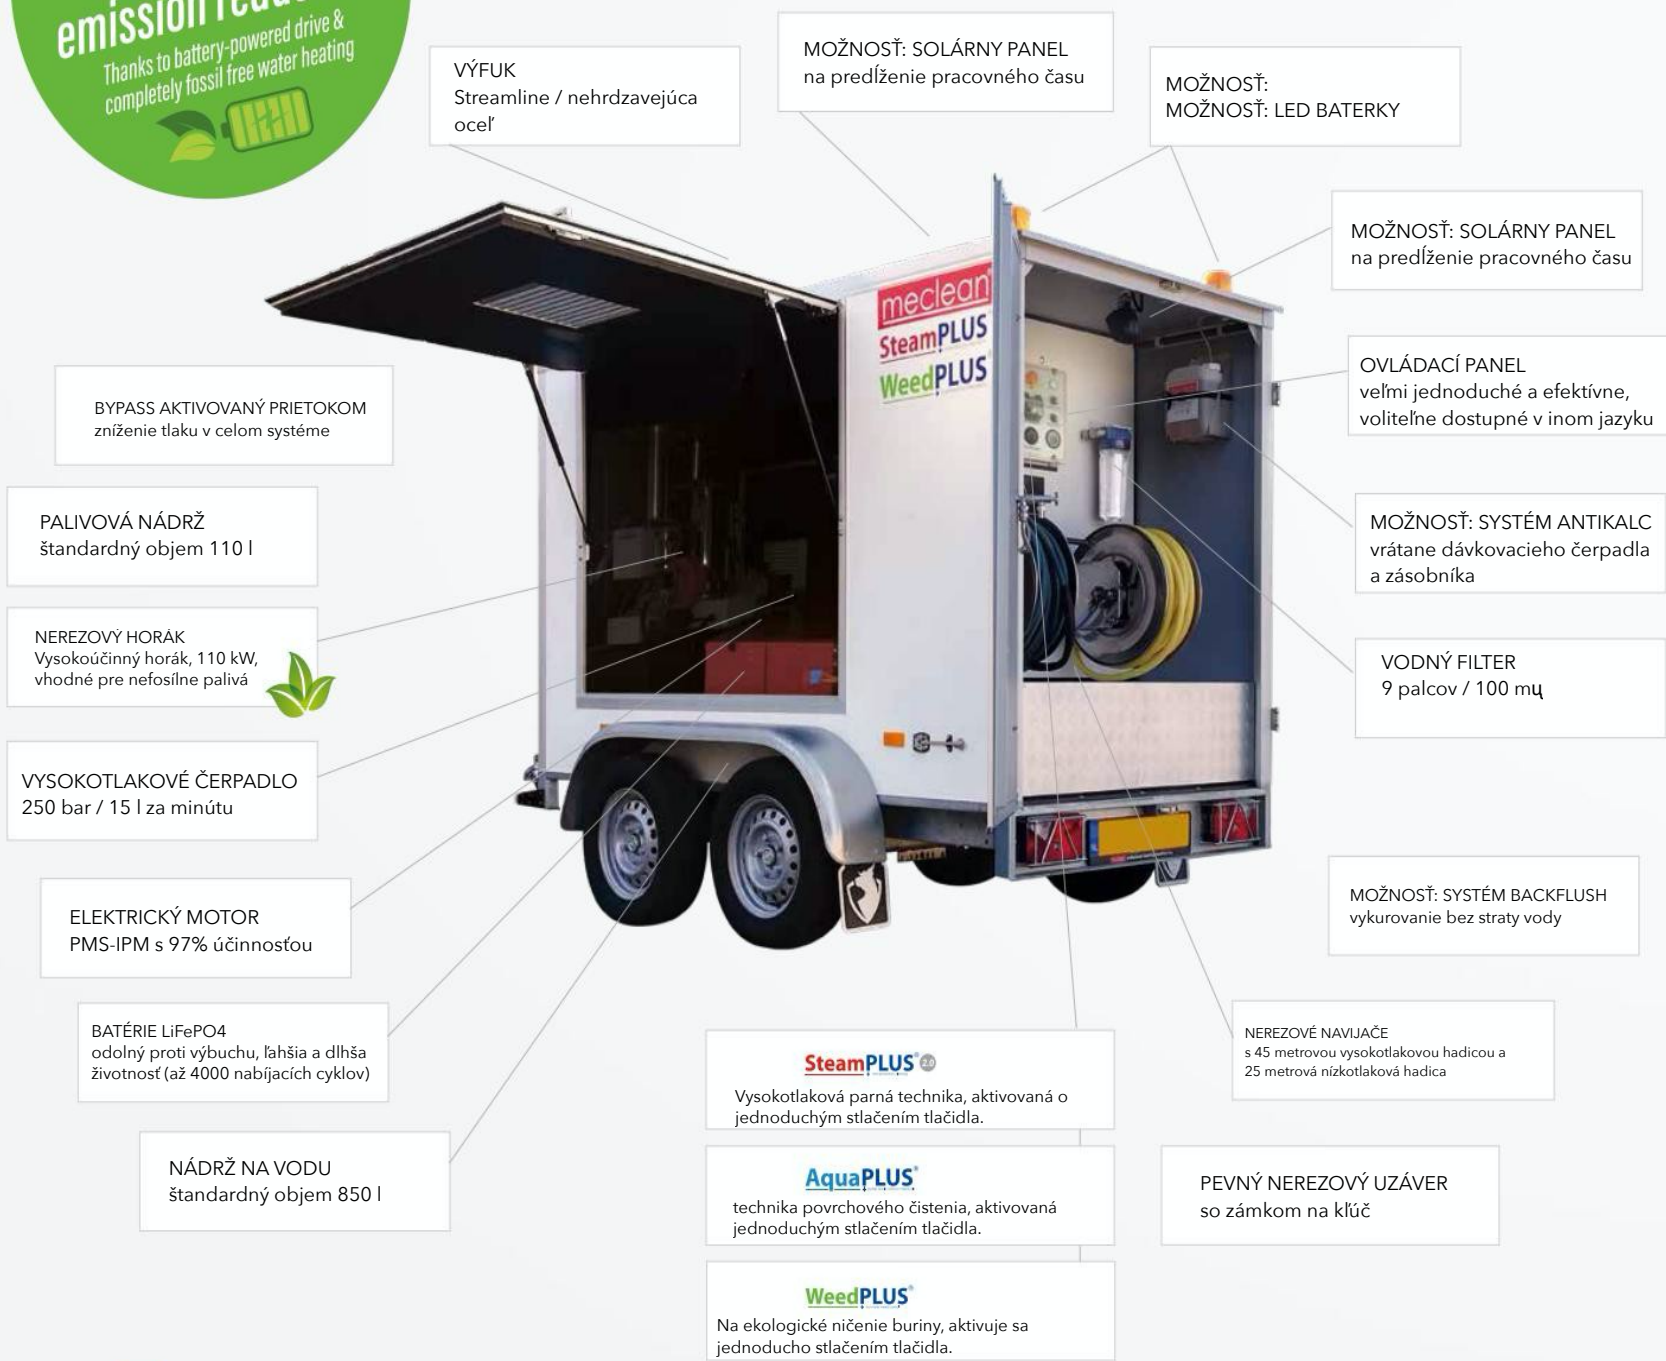 emission
Thanks to battery-powered drive &
completely fossil free water heating
VÝFUK
Streamline / nehrdzavejúca
oceľ
MOŽNOSŤ: SOLÁRNY PANEL
na predĺženie pracovného času
MOŽNOSŤ:
MOŽNOSŤ: LED BATERKY
MOŽNOSŤ: SOLÁRNY PANEL
na predĺženie pracovného času
meclean
SteamPLUS
WeedPLUS
OVLÁDACÍ PANEL
veľmi jednoduché a efektívne,
voliteľne dostupné v inom jazyku
BYPASS AKTIVOVANÝ PRIETOKOM
zníženie tlaku v celom systéme
PALIVOVÁ NÁDRŽ
štandardný objem 110 l
MOŽNOSŤ: SYSTÉM ANTIKALC
vrátane dávkovacieho čerpadla
a zásobníka
NEREZOVÝ HORÁK
Vysokoúčinný horák, 110 kW,
vhodné pre nefosílne palivá
VODNÝ FILTER
9 palcov / 100 mц
VYSOKOTLAKOVÉ ČERPADLO
250 bar / 15 l za minútu
ELEKTRICKÝ MOTOR
PMS-IPM s 97% účinnosťou
MOŽNOSŤ: SYSTÉM BACKFLUSH
vykurovanie bez straty vody
BATÉRIE LiFePO4
odolný proti výbuchu, ľahšia a dlhša
životnosť (až 4000 nabíjacích cyklov)
NEREZOVÉ NAVIJAČE
s 45 metrovou vysokotlakovou hadicou a
25 metrová nízkotlaková hadica
SteamPLUS® 2.0
Vysokotlaková parná technika, aktivovaná o
jednoduchým stlačením tlačidla.
NÁDRŽ NA VODU
štandardný objem 850 l
AquaPLUS®
technika povrchového čistenia, aktivovaná
jednoduchým stlačením tlačidla.
PEVNÝ NEREZOVÝ UZÁVER
so zámkom na kľúč
WeedPLUS®
Na ekologické ničenie buriny, aktivuje sa
jednoducho stlačením tlačidla.